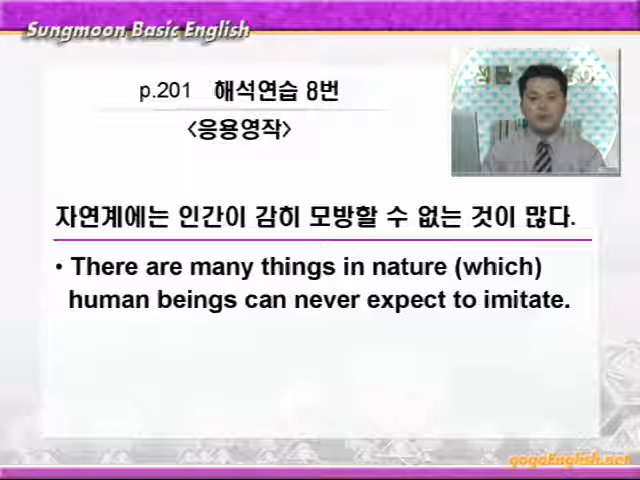 Sungmoon Basic English
p.201 해석연습 8번
<응용영작>
자연계에는 인간이 감히 모방할 수 없는 것이 많다.
• There are many things in nature (which)
human beings can never expect to imitate.
gogoEnglish.net